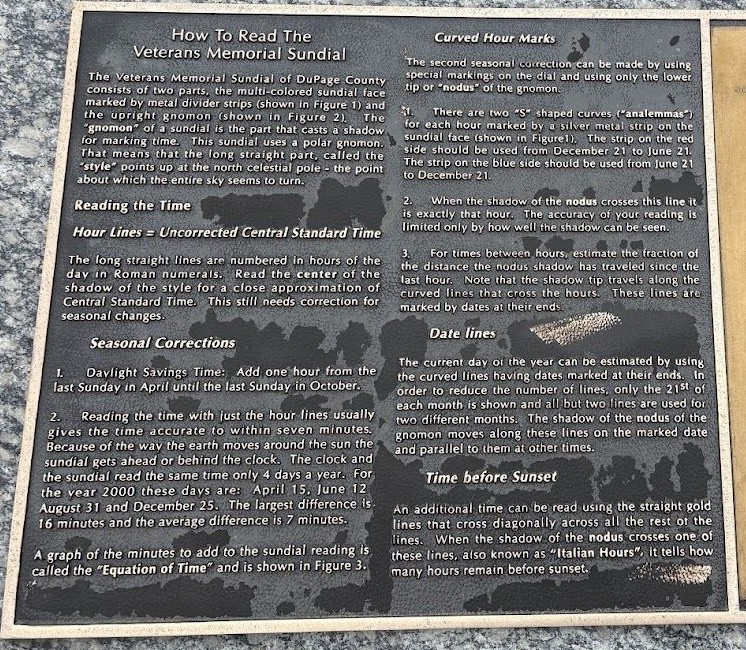 How To Read The
Veterans Memorial Sundial
The Veterans Memorial Sundial of DuPage County
consists of two parts, the multi-colored sundial face
marked by metal divider strips (shown in Figure 1) and
the upright gnomon (shown in Figure 2). The
"gnomon" of a sundial is the part that casts a shadow
for marking time. This sundial uses a polar gnomon.
That means that the long straight part, called the
"style" points up at the north celestial pole - the point
about which the entire sky seems to turn.
Reading the Time
Hour Lines = Uncorrected Central Standard Time
The long straight lines are numbered in hours of the
day in Roman numerals. Read the center of the
shadow of the style for a close approximation of
Central Standard Time. This still needs correction for
seasonal changes.
Seasonal Corrections
1. Daylight Savings Time: Add one hour from the
last Sunday in April until the last Sunday in October.
2. Reading the time with just the hour lines usually
gives the time accurate to within seven minutes.
Because of the way the earth moves around the sun the
sundial gets ahead or behind the clock. The clock and
the sundial read the same time only 4 days a year. For
the year 2000 these days are: April 15, June 12
August 31 and December 25. The largest difference is
16 minutes and the average difference is 7 minutes.
A graph of the minutes to add to the sundial reading is
called the "Equation of Time" and is shown in Figure 3.
Curved Hour Marks
The second seasonal correction can be made by using
special markings on the dial and using only the lower
tip or "nodus" of the gnomon.
1. There are two "S" shaped curves ("analemmas")
for each hour marked by a silver metal strip on the
sundial face (shown in Figure1). The strip on the red
side should be used from December 21 to June 21.
The strip on the blue side should be used from June 21
to December 21.
2. When the shadow of the nodus crosses this line it
is exactly that hour. The accuracy of your reading is
limited only by how well the shadow can be seen.
3. For times between hours, estimate the fraction of
the distance the nodus shadow has traveled since the
last hour. Note that the shadow tip travels along the
curved lines that cross the hours. These lines are
marked by dates at their ends.
Date lines
The current day of the year can be estimated by using
the curved lines having dates marked at their ends. In
order to reduce the number of lines, only the 21st of
each month is shown and all but two lines are used for
two different months. The shadow of the nodus of the
gnomon moves along these lines on the marked date
and parallel to them at other times.
Time before Sunset
An additional time can be read using the straight gold
lines that cross diagonally across all the rest of the
lines. When the shadow of the nodus crosses one of
these lines, also known as "Italian Hours", it tells how
many hours remain before sunset.